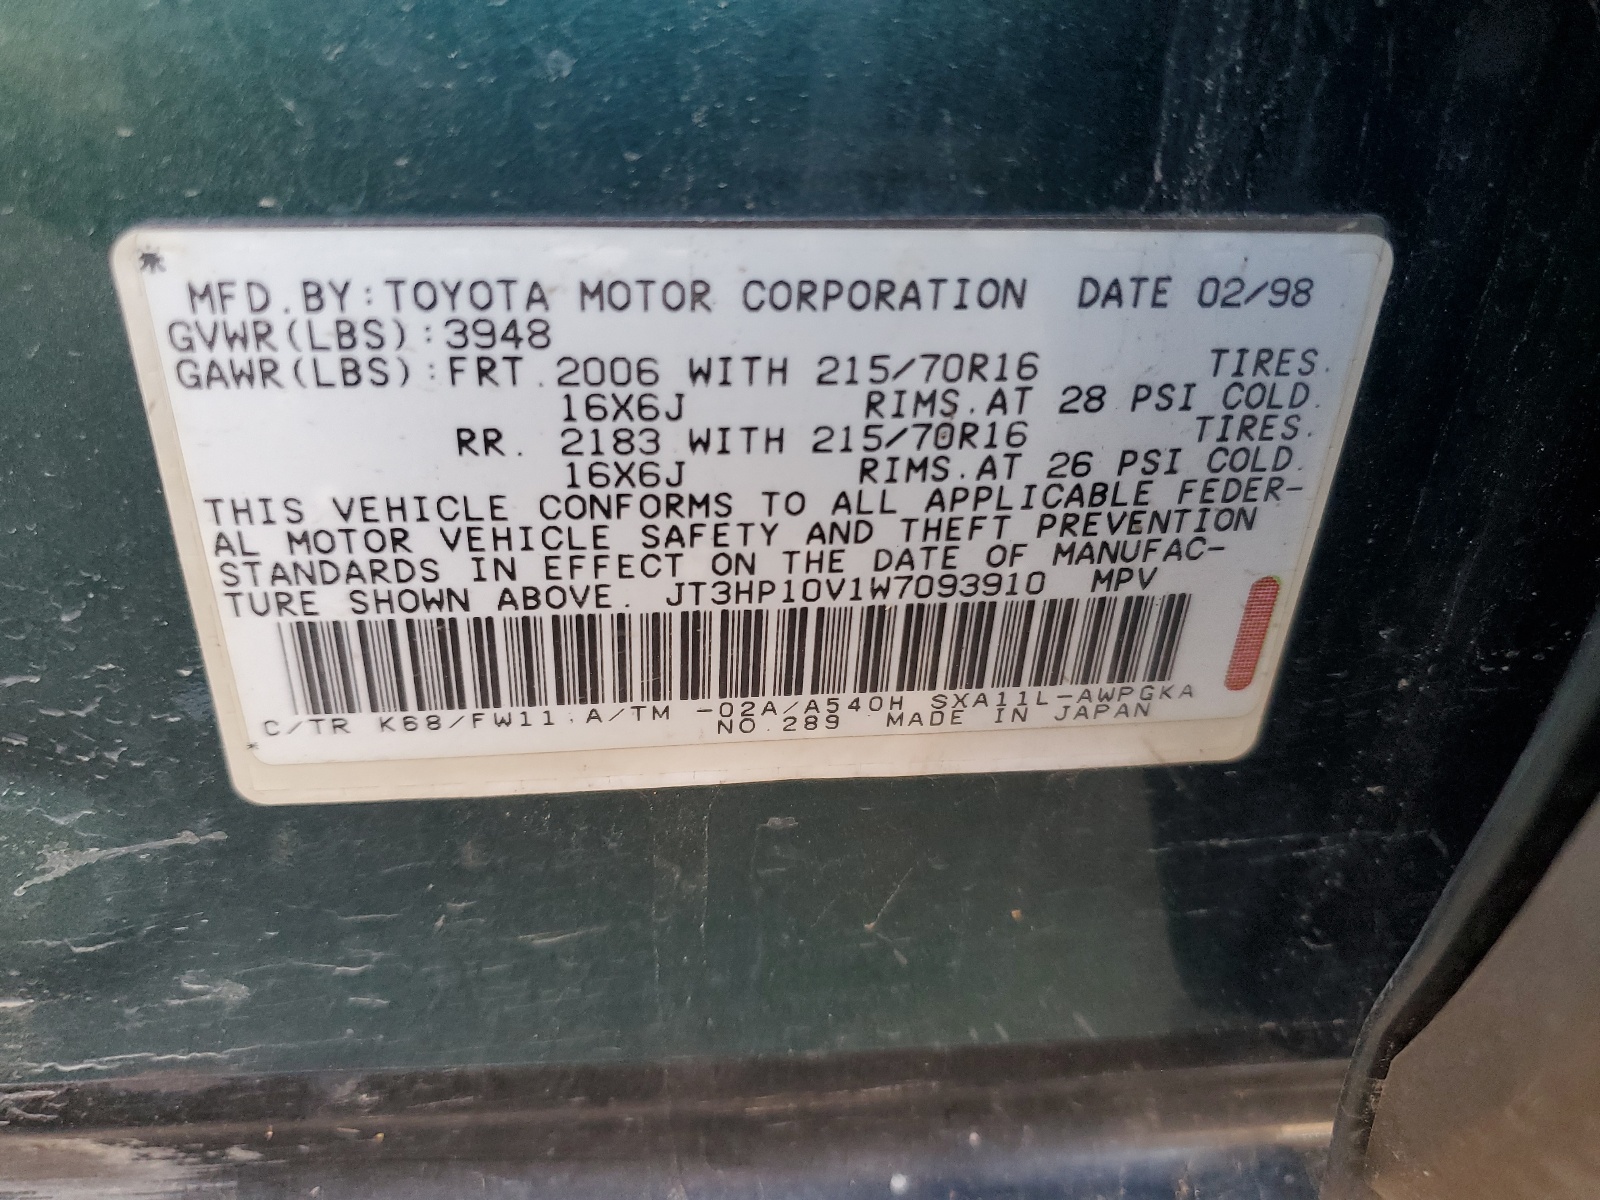 MFD.BY:TOYOTA MOTOR CORPORATION DATE 02/98
GVWR(LBS):3948
GAWR(LBS):FRT.2006 WITH 215/70R16 TIRES.
16X6J RIMS.AT 28 PSI COLD.
RR. 2183 WITH 215/70R16 TIRES.
16X6J RIMS.AT 26 PSI COLD.
THIS VEHICLE CONFORMS TO ALL APPLICABLE FEDER-
AL MOTOR VEHICLE SAFETY AND THEFT PREVENTION
STANDARDS IN EFFECT ON THE DATE OF MANUFAC-
TURE SHOWN ABOVE. JT3HP10V1W7093910 MPV
C/TR K68/FW11.A/TM -02A/A540H SXA11L-AWPGKA
NO.289 MADE IN JAPAN